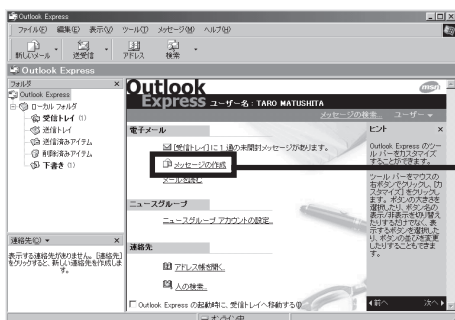 Outlook Express
ファイル(F) 編集(E) 表示(V) ツール(T) メッセージ(M) ヘルプ(H)
新しいメール 送受信 アドレス 検索
Outlook Express
フォルダ ×
Outlook Express
ローカル フォルダ
受信トレイ (1)
送信トレイ
送信済みアイテム
削除済みアイテム
下書き (1)
連絡先(C) ×
表示する連絡先がありません。[連絡先]
をクリックすると、新しい連絡先を作成しま
す。
Outlook
Express ユーザー名：TARO MATUSHITA
msn
メッセージの検索... ユーザー
電子メール
[受信トレイ]に 1 通の未開封メッセージがあります。
メッセージの作成
メールを読む
ニュースグループ
ニュースグループ アカウントの設定...
連絡先
アドレス帳を開く...
人の検索...
Outlook Express の起動時に、受信トレイへ移動する(O)
ヒント ×
Outlook Express のツー
ル バーをカスタマイズ
することができます。
ツール バーをマウスの
右ボタンでクリックし、[カ
スタマイズ] をクリックし
ます。ボタンの大きさを
選択したり、ボタン名の
表示/非表示を切り替え
たりするだけでなく、表
示するボタンを選択した
り、ボタンの並びを変更
したりすることもできま
す。
前へ 次へ
オンライン中